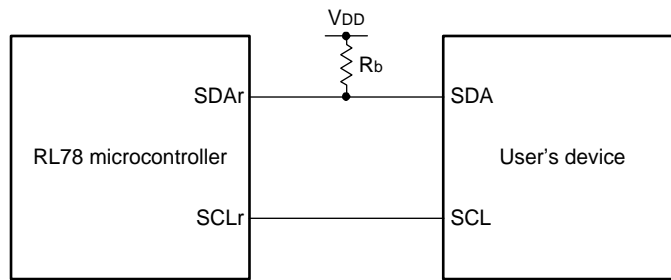 VDD
Rb
SDAr SDA
RL78 microcontroller User's device
SCLr SCL